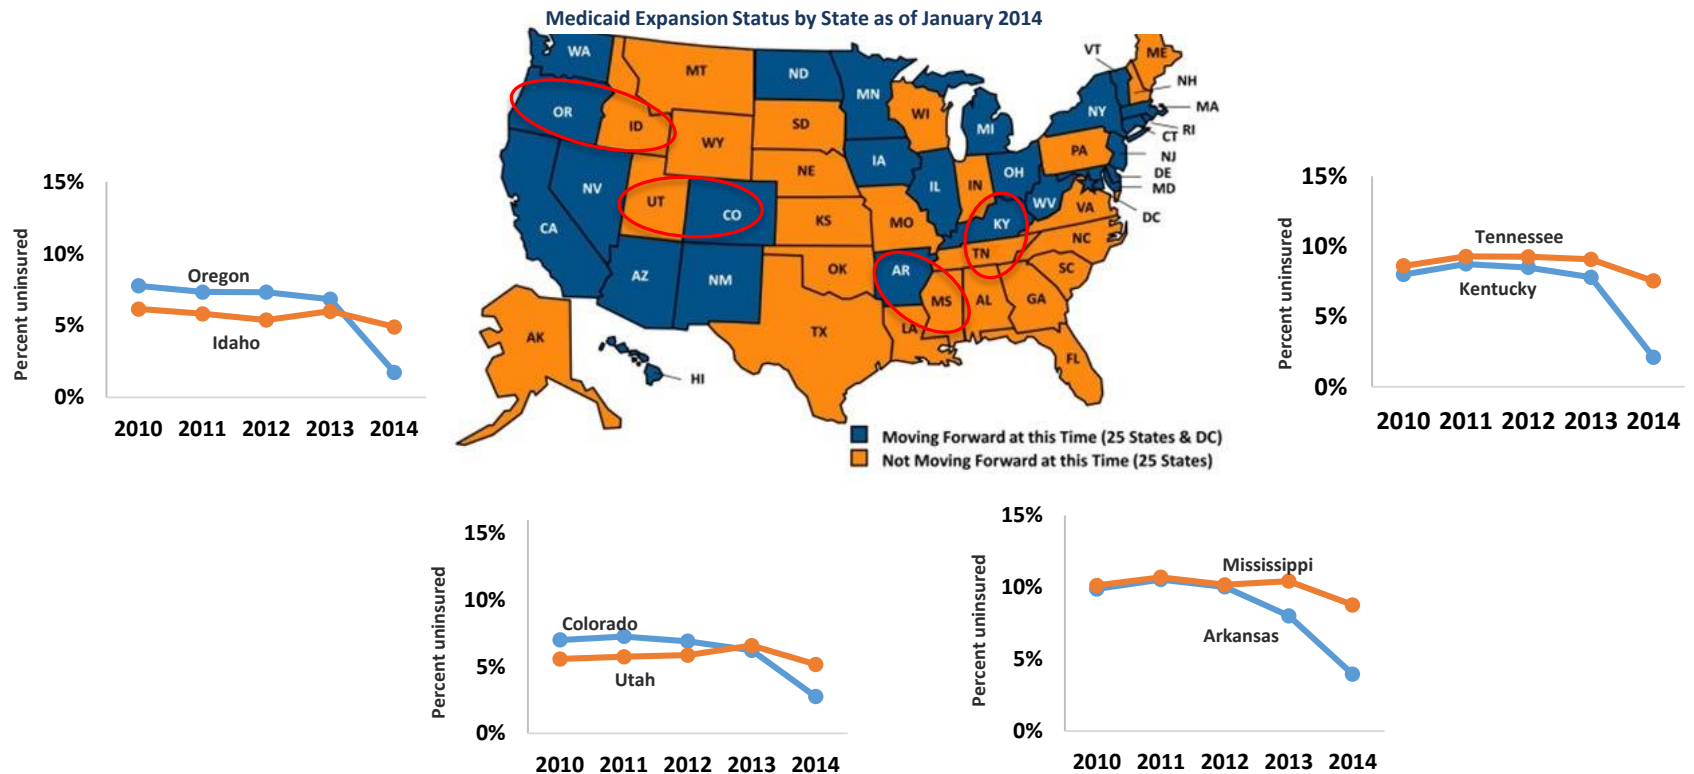 Medicaid Expansion Status by State as of January 2014
WA
OR
ID
MT
WY
ND
SD
NE
KS
OK
TX
MN
IA
MO
AR
LA
WI
IL
MI
IN
OH
KY
TN
MS
AL
GA
FL
SC
NC
VA
WV
PA
NY
VT
ME
NH
MA
RI
CT
NJ
DE
MD
DC
NV
UT
CO
CA
AZ
NM
AK
HI
Moving Forward at this Time (25 States & DC)
Not Moving Forward at this Time (25 States)
Percent uninsured
15%
10%
5%
0%
Oregon
Idaho
2010 2011 2012 2013 2014
Percent uninsured
15%
10%
5%
0%
Tennessee
Kentucky
2010 2011 2012 2013 2014
Percent uninsured
15%
10%
5%
0%
Colorado
Utah
2010 2011 2012 2013 2014
Percent uninsured
15%
10%
5%
0%
Mississippi
Arkansas
2010 2011 2012 2013 2014